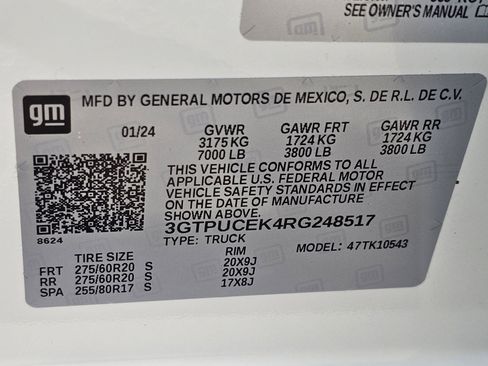 SEE OWNER'S MANUAL
gm
MFD BY GENERAL MOTORS DE MEXICO, S. DE R.L. DE C.V.
01/24 GVWR GAWR FRT GAWR RR
3175 KG 1724 KG 1724 KG
7000 LB 3800 LB 3800 LB
THIS VEHICLE CONFORMS TO ALL
APPLICABLE U.S. FEDERAL MOTOR
VEHICLE SAFETY STANDARDS IN EFFECT
ON THE DATE OF MANUFACTURE
SHOWN ABOVE.
3GTPUCEK4RG248517
8624
TYPE: TRUCK MODEL: 47TK10543
TIRE SIZE RIM
FRT 275/60R20 S 20X9J
RR 275/60R20 S 20X9J
SPA 255/80R17 S 17X8J